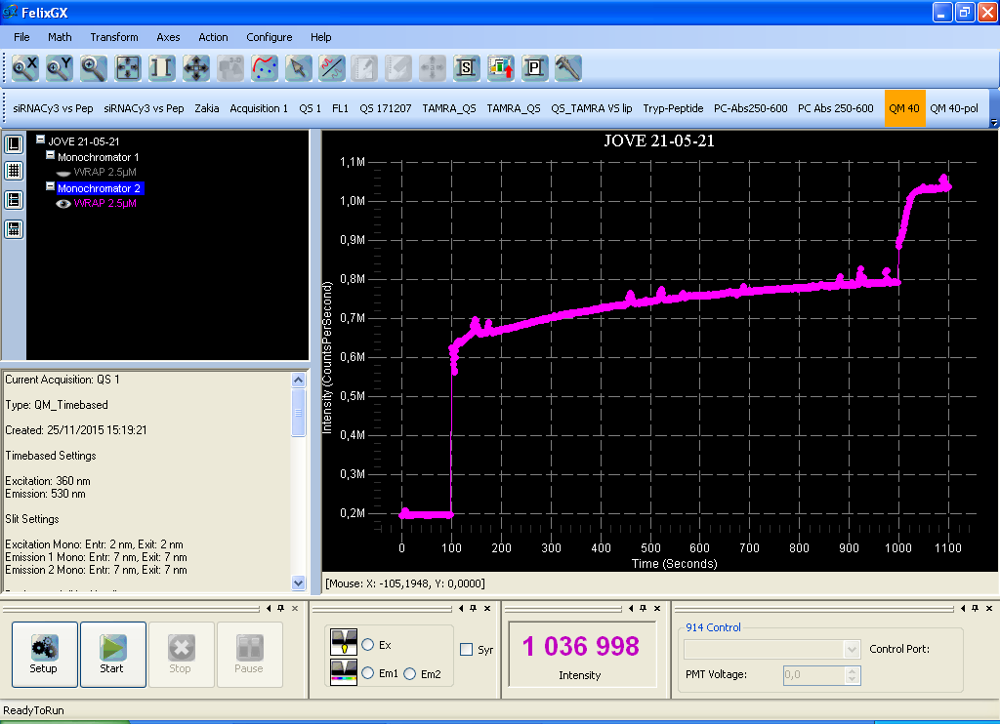 FelixGX
File Math Transform Axes Action Configure Help
siRNACy3 vs Pep siRNACy3 vs Pep Zakia Acquisition 1 QS 1 FL1 QS 171207 TAMRA_QS TAMRA_QS QS_TAMRA VS lip Tryp-Peptide PC-Abs250-600 PC Abs 250-600 QM 40 QM 40-pol
JOVE 21-05-21
Monochromator 1
WRAP 2.5µM
Monochromator 2
WRAP 2.5µM
Current Acquisition: QS 1
Type: QM_Timebased
Created: 25/11/2015 15:19:21
Timebased Settings
Excitation: 360 nm
Emission: 530 nm
Slit Settings
Excitation Mono: Entr: 2 nm, Exit: 2 nm
Emission 1 Mono: Entr: 7 nm, Exit: 7 nm
Emission 2 Mono: Entr: 7 nm, Exit: 7 nm
JOVE 21-05-21
Intensity (CountsPerSecond)
1,1M
1,0M
0,9M
0,8M
0,7M
0,6M
0,5M
0,4M
0,3M
0,2M
0 100 200 300 400 500 600 700 800 900 1000 1100
Time (Seconds)
[Mouse: X: -105,1948, Y: 0,0000]
Setup Start Stop Pause
Ex
Em1 Em2
Syr
1 036 998
Intensity
914 Control
Control Port:
PMT Voltage: 0,0
ReadyToRun